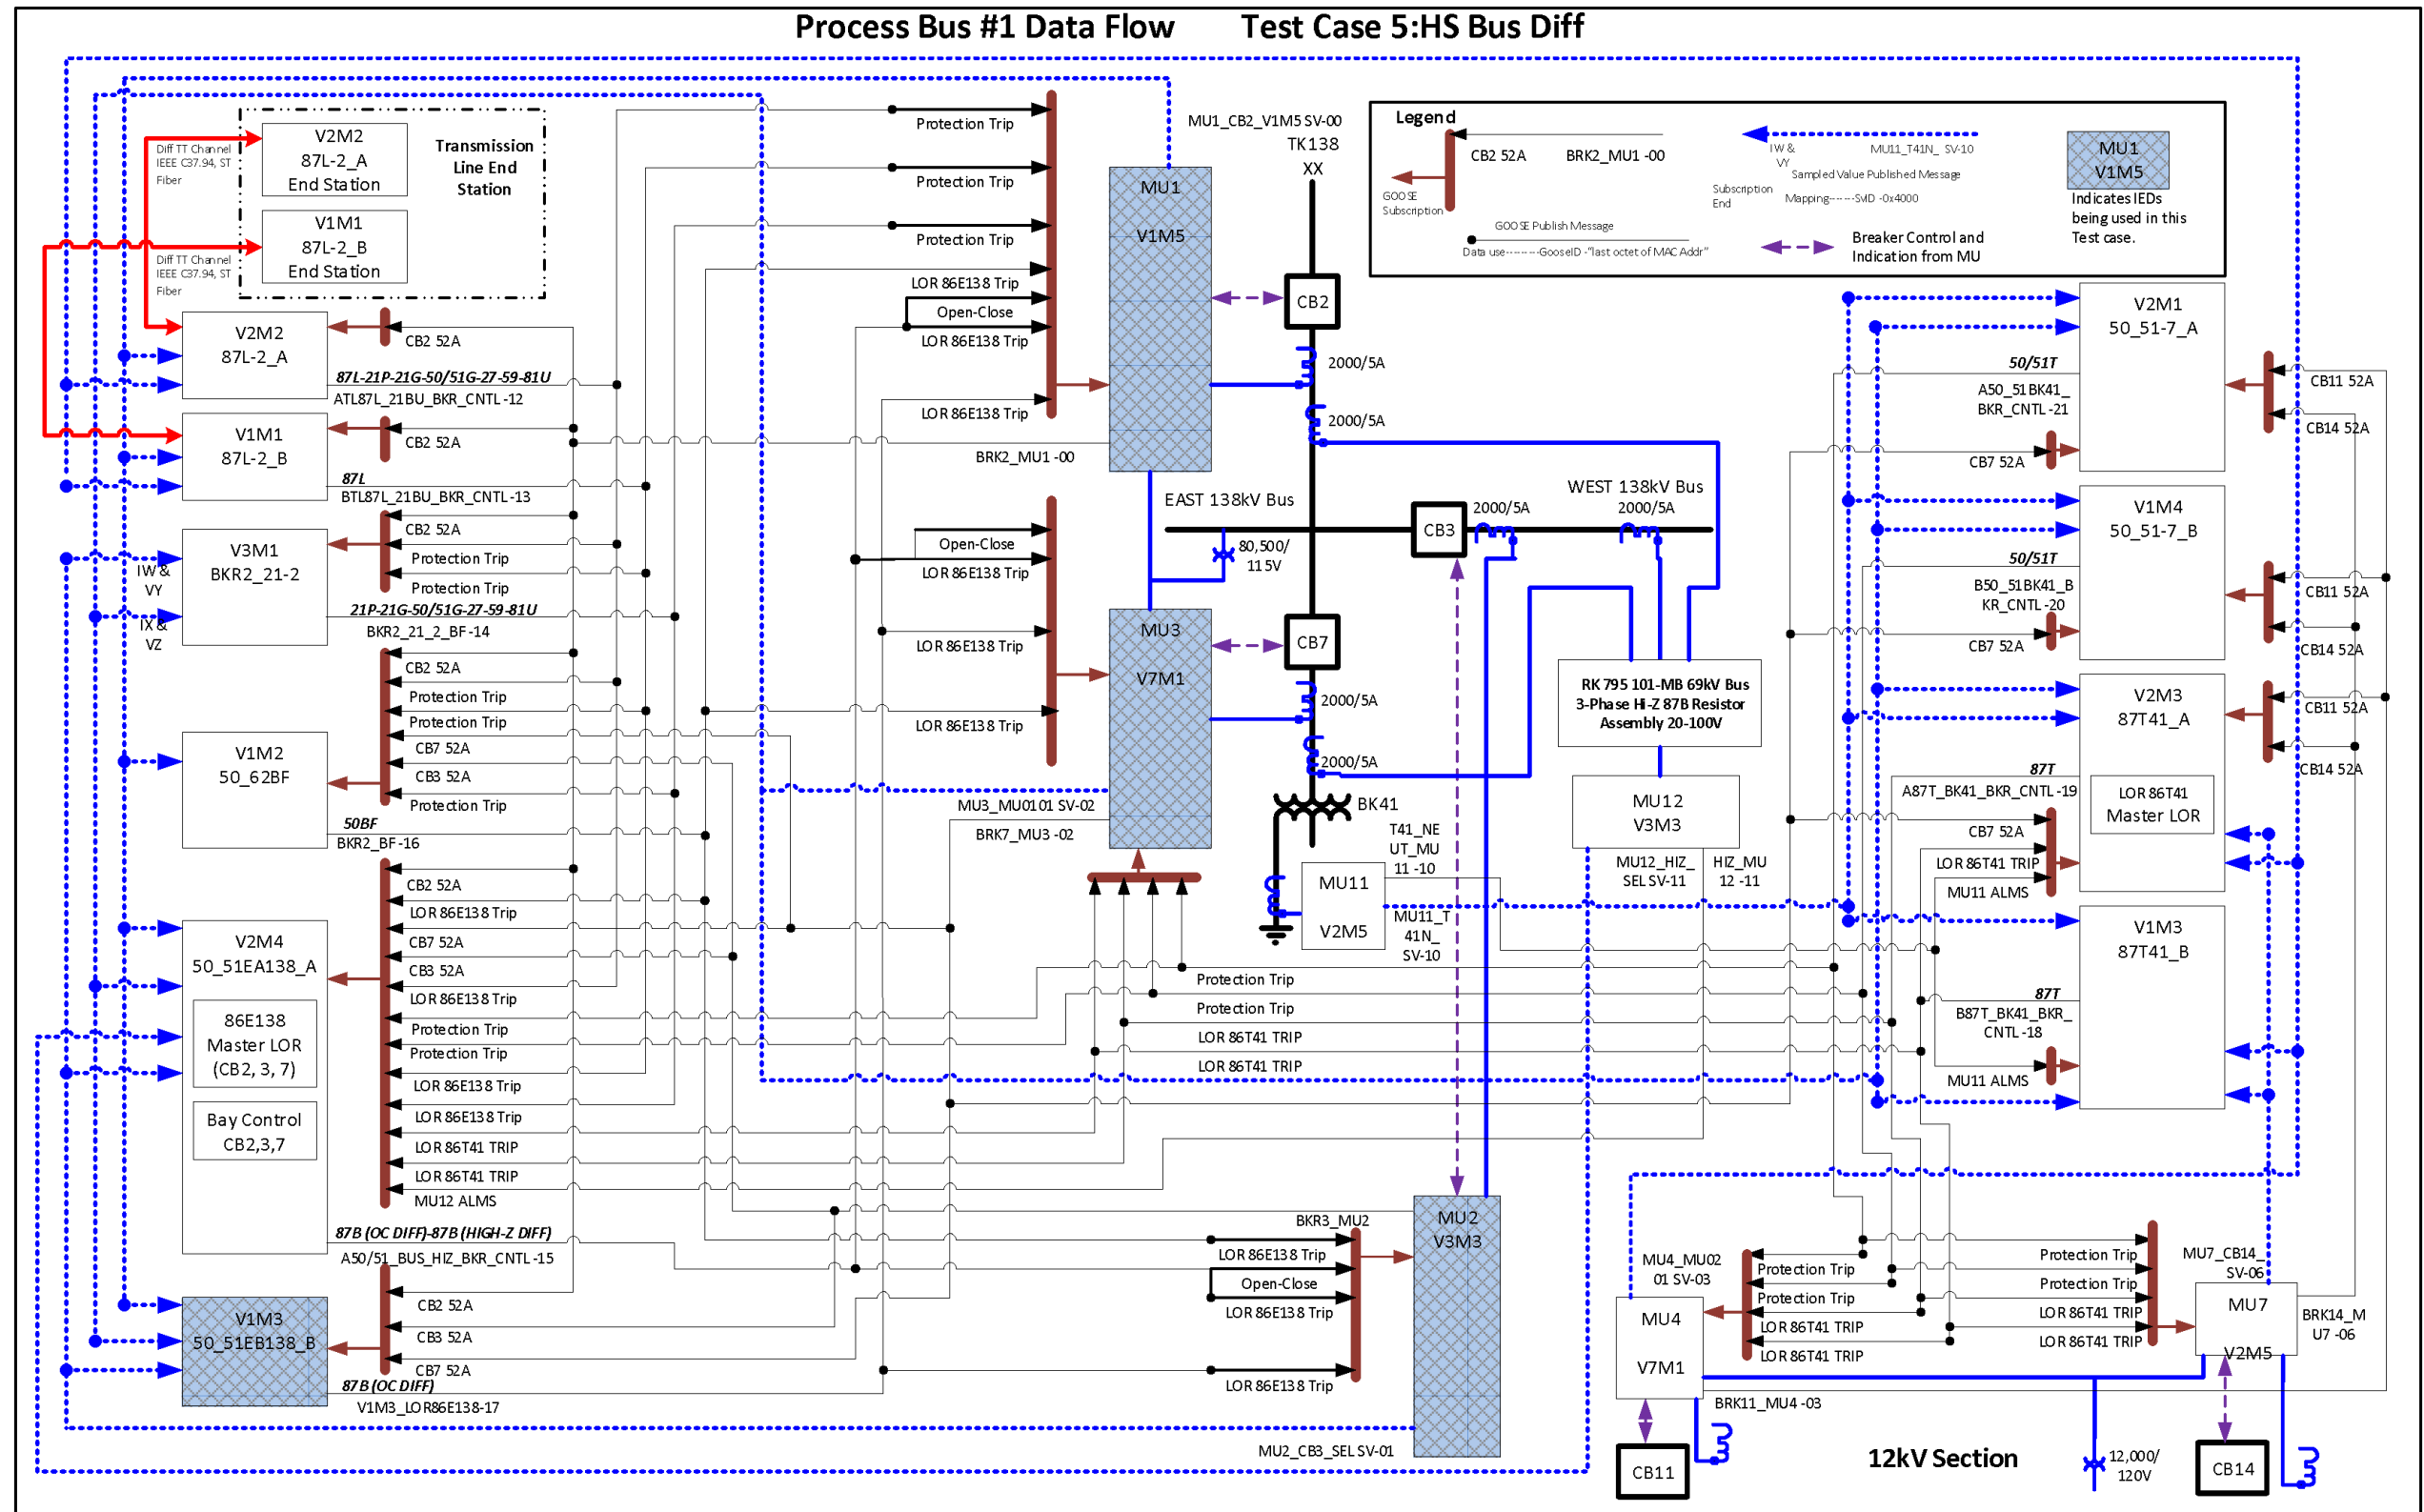 Process Bus #1 Data Flow Test Case 5:HS Bus Diff
V2M2
87L-2_A
End Station
Transmission
Line End
Station
Diff TT Channel
IEEE C37.94, ST
Fiber
V1M1
87L-2_B
End Station
Diff TT Channel
IEEE C37.94, ST
Fiber
V2M2
87L-2_A
CB2 52A
87L-21P-21G-50/51G-27-59-81U
ATL87L_21BU_BKR_CNTL-12
V1M1
87L-2_B
CB2 52A
87L
BTL87L_21BU_BKR_CNTL-13
V3M1
BKR2_21-2
IW &
VY
IX &
VZ
CB2 52A
Protection Trip
Protection Trip
21P-21G-50/51G-27-59-81U
BKR2_21_2_BF-14
V1M2
50_62BF
CB2 52A
Protection Trip
Protection Trip
CB7 52A
CB3 52A
Protection Trip
50BF
BKR2_BF-16
V2M4
50_51EA138_A
86E138
Master LOR
(CB2, 3, 7)
Bay Control
CB2,3,7
CB2 52A
LOR 86E138 Trip
CB7 52A
CB3 52A
LOR 86E138 Trip
Protection Trip
Protection Trip
LOR 86E138 Trip
LOR 86E138 Trip
LOR 86T41 TRIP
LOR 86T41 TRIP
MU12 ALMS
87B (OC DIFF)-87B (HIGH-Z DIFF)
A50/51_BUS_HIZ_BKR_CNTL-15
V1M3
50_51EB138_B
CB2 52A
CB3 52A
CB7 52A
87B (OC DIFF)
V1M3_LOR86E138-17
Protection Trip
Protection Trip
Protection Trip
LOR 86E138 Trip
Open-Close
LOR 86E138 Trip
LOR 86E138 Trip
BRK2_MU1 -00
MU1
V1M5
MU1_CB2_V1M5 SV-00
TK138
XX
CB2
2000/5A
2000/5A
EAST 138kV Bus
WEST 138kV Bus
CB3
2000/5A
2000/5A
80,500/
115V
Open-Close
LOR 86E138 Trip
LOR 86E138 Trip
LOR 86E138 Trip
MU3
V7M1
CB7
2000/5A
2000/5A
MU3_MU0101 SV-02
BRK7_MU3 -02
BK41
RK 795 101-MB 69kV Bus
3-Phase Hi-Z 87B Resistor
Assembly 20-100V
MU12
V3M3
MU12_HIZ_
SEL SV-11
HIZ_MU
12 -11
T41_NE
UT_MU
11 -10
MU11
V2M5
MU11_T
41N_
SV-10
Protection Trip
Protection Trip
LOR 86T41 TRIP
LOR 86T41 TRIP
BKR3_MU2
LOR 86E138 Trip
Open-Close
LOR 86E138 Trip
LOR 86E138 Trip
MU2
V3M3
MU2_CB3_SEL SV-01
Legend
CB2 52A
BRK2_MU1 -00
GOOSE
Subscription
GOOSE Publish Message
Data use--------GooseID -"last octet of MAC Addr"
IW &
VY
MU11_T41N_ SV-10
Sampled Value Published Message
Subscription
End
Mapping------SVID -0x4000
Breaker Control and
Indication from MU
MU1
V1M5
Indicates IEDs
being used in this
Test case.
V2M1
50_51-7_A
50/51T
A50_51BK41_
BKR_CNTL-21
CB7 52A
CB11 52A
CB14 52A
V1M4
50_51-7_B
50/51T
B50_51BK41_B
KR_CNTL-20
CB7 52A
CB11 52A
CB14 52A
V2M3
87T41_A
LOR 86T41
Master LOR
87T
A87T_BK41_BKR_CNTL-19
CB7 52A
LOR 86T41 TRIP
MU11 ALMS
CB11 52A
CB14 52A
V1M3
87T41_B
87T
B87T_BK41_BKR_
CNTL-18
MU11 ALMS
MU4_MU02
01 SV-03
Protection Trip
Protection Trip
LOR 86T41 TRIP
LOR 86T41 TRIP
MU4
V7M1
BRK11_MU4 -03
CB11
Protection Trip
Protection Trip
LOR 86T41 TRIP
LOR 86T41 TRIP
MU7_CB14_
SV-06
MU7
V2M5
BRK14_M
U7 -06
12kV Section
12,000/
120V
CB14